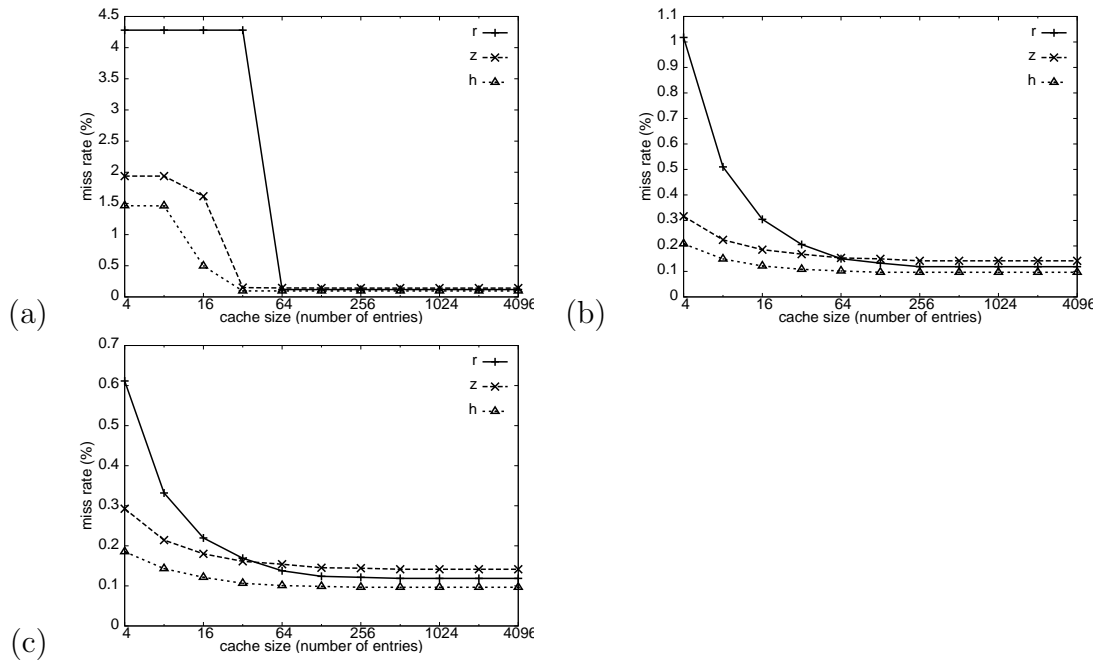 4.5
4
3.5
3
2.5
2
1.5
1
0.5
0
miss rate (%)
4 16 64 256 1024 4096
cache size (number of entries)
r
z
h
(a)
1.1
1
0.9
0.8
0.7
0.6
0.5
0.4
0.3
0.2
0.1
0
miss rate (%)
4 16 64 256 1024 4096
cache size (number of entries)
r
z
h
(b)
0.7
0.6
0.5
0.4
0.3
0.2
0.1
0
miss rate (%)
4 16 64 256 1024 4096
cache size (number of entries)
r
z
h
(c)